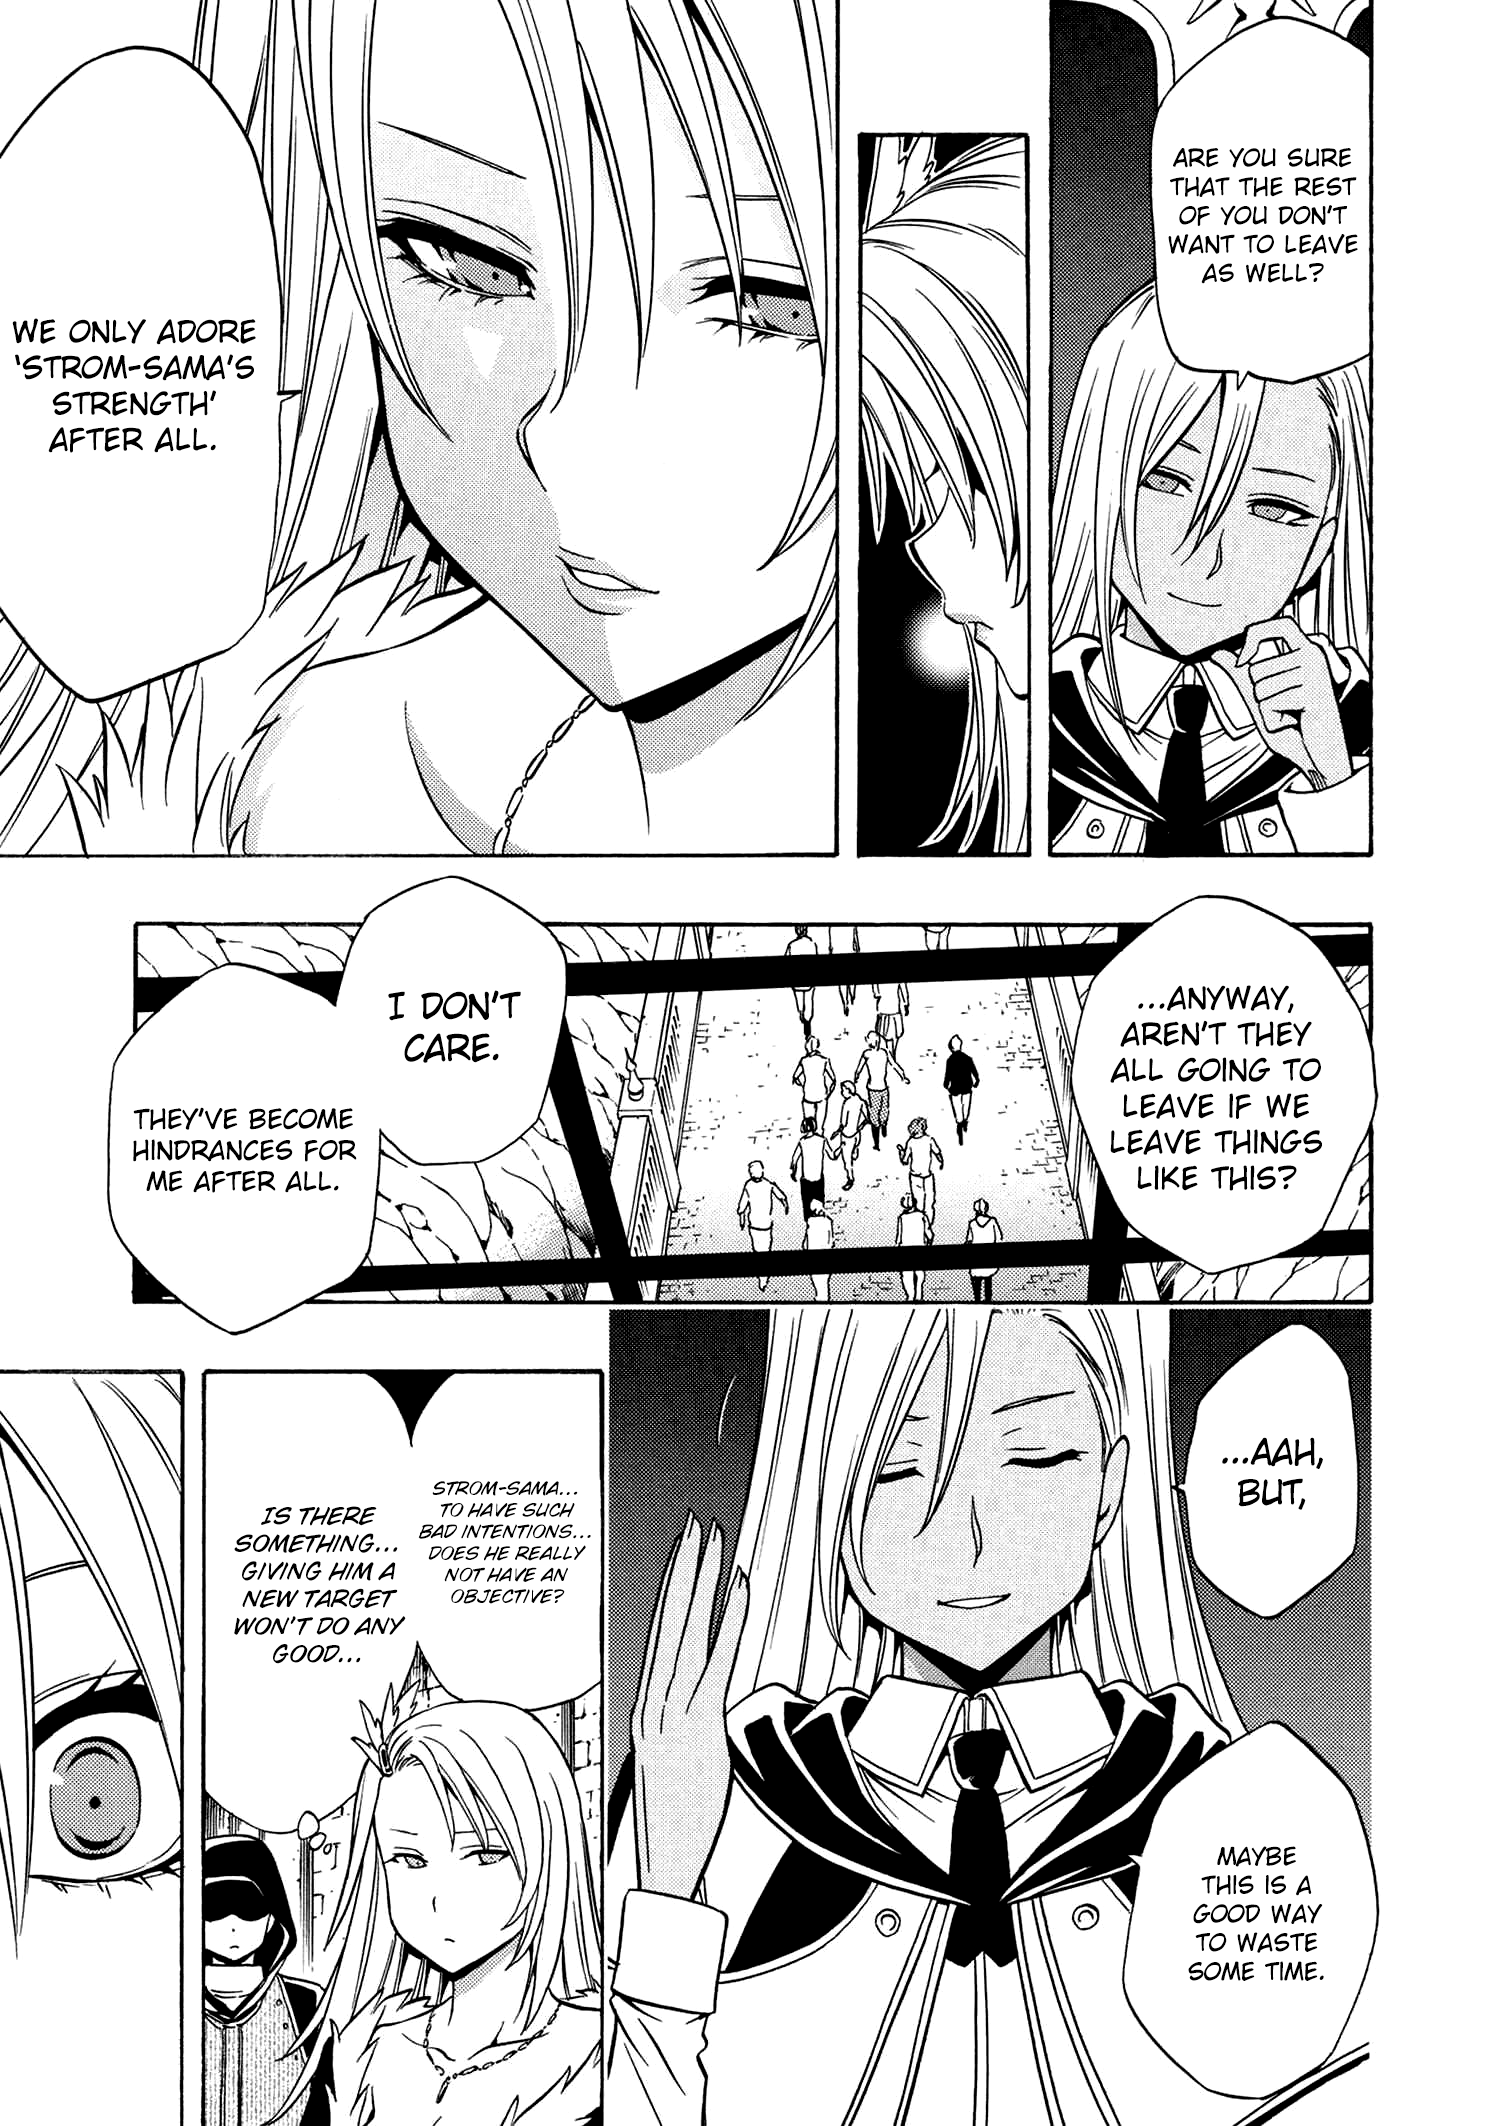 ARE YOU SURE
THAT THE REST
OF YOU DON'T
WANT TO LEAVE
AS WELL?
WE ONLY ADORE
'STROM-SAMA'S
STRENGTH'
AFTER ALL.
...ANYWAY,
AREN'T THEY
ALL GOING TO
LEAVE IF WE
LEAVE THINGS
LIKE THIS?
I DON'T
CARE.
THEY'VE BECOME
HINDRANCES FOR
ME AFTER ALL.
...AAH,
BUT,
MAYBE
THIS IS A
GOOD WAY
TO WASTE
SOME TIME.
STROM-SAMA...
TO HAVE SUCH
BAD INTENTIONS...
DOES HE REALLY
NOT HAVE AN
OBJECTIVE?
IS THERE
SOMETHING...
GIVING HIM A
NEW TARGET
WON'T DO ANY
GOOD...